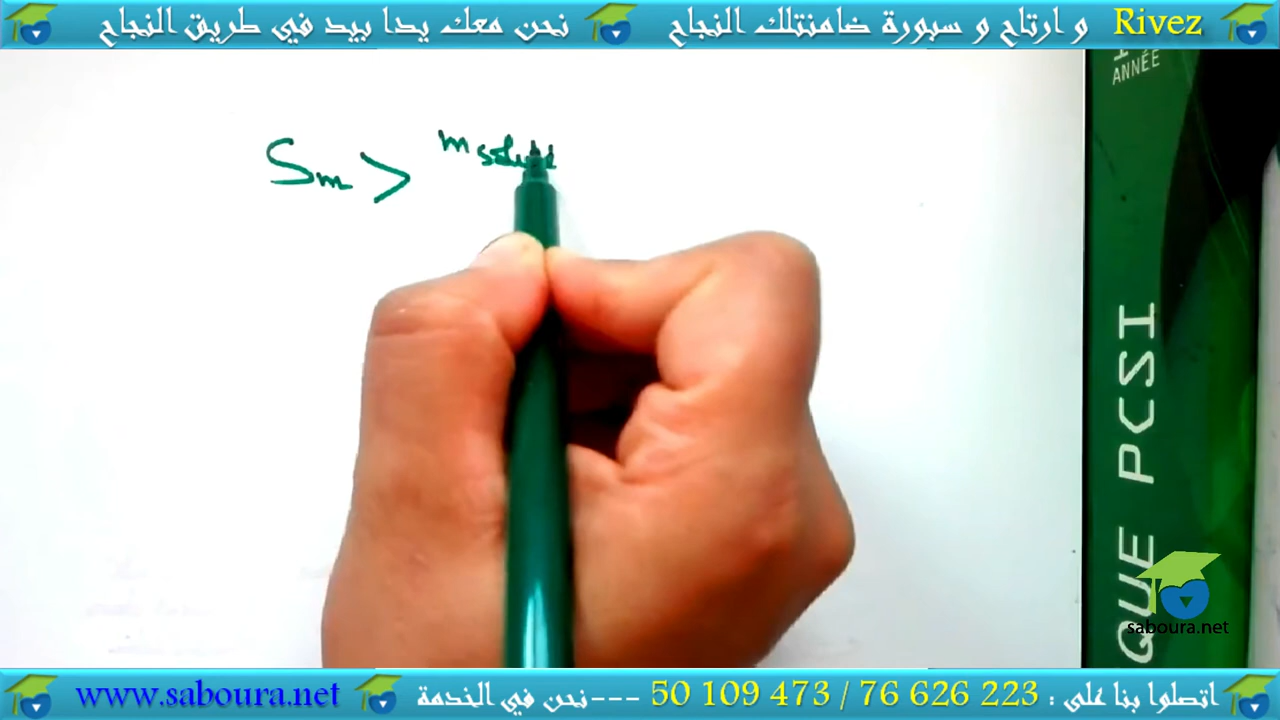 Rivez و ارتاح و سبورة ضامنتلك النجاح
نحن معك يدا بيد في طريق النجاح
ANNÉE
Sm > m
QUE PCSI
saboura.net
اتصلوا بنا على : 50 109 473 / 76 626 223 ---نحن في الخدمة
www.saboura.net